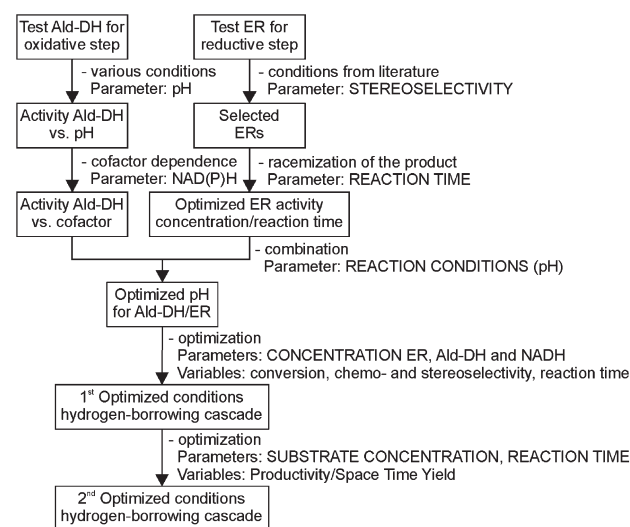 Test Ald-DH for
oxidative step
Test ER for
reductive step
- various conditions
Parameter: pH
- conditions from literature
Parameter: STEREOSELECTIVITY
Activity Ald-DH
vs. pH
Selected
ERs
- cofactor dependence
Parameter: NAD(P)H
- racemization of the product
Parameter: REACTION TIME
Activity Ald-DH
vs. cofactor
Optimized ER activity
concentration/reaction time
- combination
Parameter: REACTION CONDITIONS (pH)
Optimized pH
for Ald-DH/ER
- optimization
Parameters: CONCENTRATION ER, Ald-DH and NADH
Variables: conversion, chemo- and stereoselectivity, reaction time
1st Optimized conditions
hydrogen-borrowing cascade
- optimization
Parameters: SUBSTRATE CONCENTRATION, REACTION TIME
Variables: Productivity/Space Time Yield
2nd Optimized conditions
hydrogen-borrowing cascade